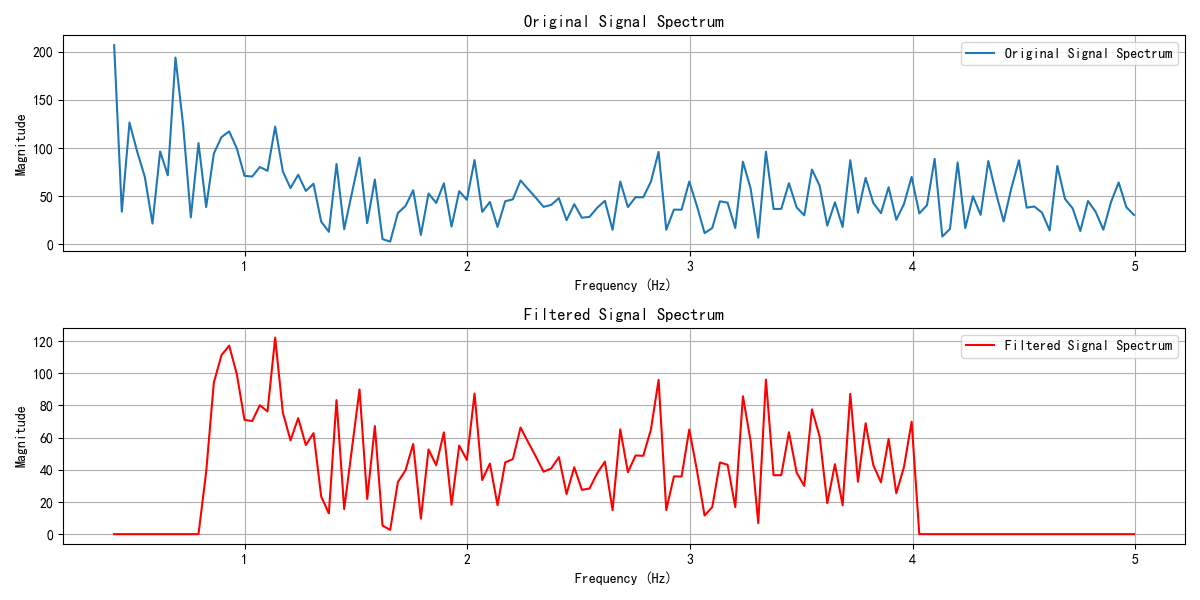 Original Signal Spectrum
Original Signal Spectrum
200
150
100
50
0
Magnitude
1
2
3
4
5
Frequency (Hz)
Filtered Signal Spectrum
Filtered Signal Spectrum
120
100
80
60
40
20
0
Magnitude
1
2
3
4
5
Frequency (Hz)